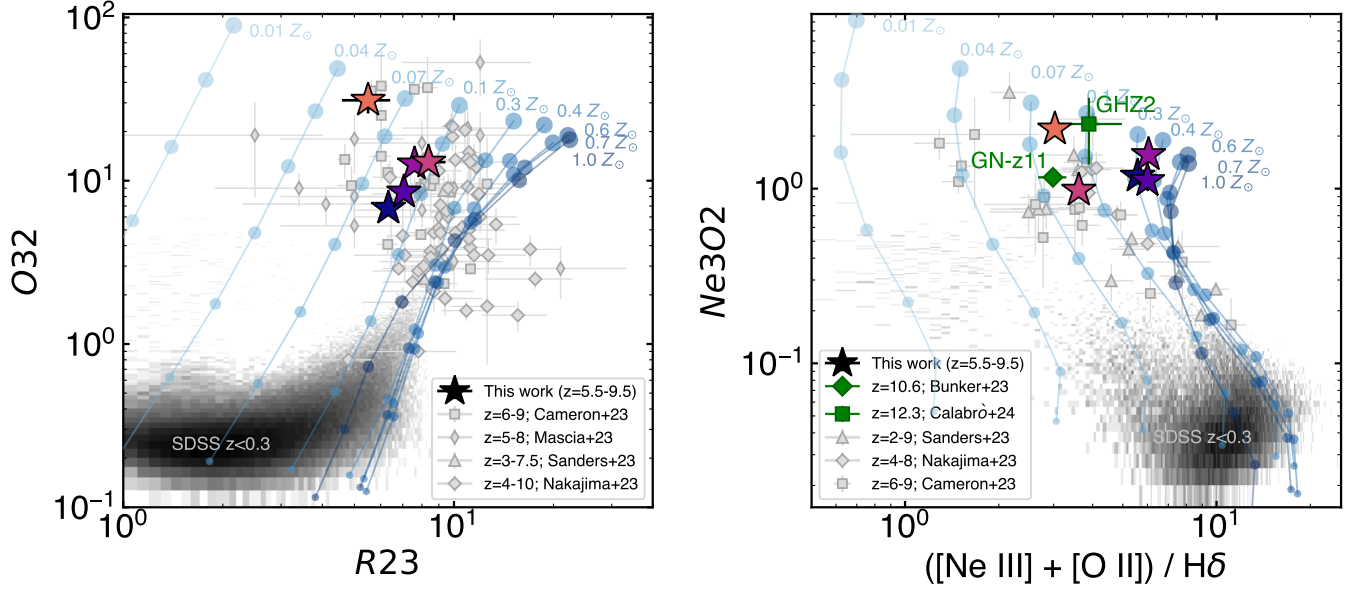 10²
10¹
10⁰
10⁻¹
O32
0.01 Z⊙
0.04 Z⊙
0.07 Z⊙
0.1 Z⊙
0.3 Z⊙
0.4 Z⊙
0.6 Z⊙
0.7 Z⊙
1.0 Z⊙
SDSS z<0.3
This work (z=5.5-9.5)
z=6-9; Cameron+23
z=5-8; Mascia+23
z=3-7.5; Sanders+23
z=4-10; Nakajima+23
10⁰
10¹
R23
10⁰
10⁻¹
Ne3O2
0.01 Z⊙
0.04 Z⊙
0.07 Z⊙
0.1 Z⊙
GHZ2
0.3 Z⊙
0.4 Z⊙
0.6 Z⊙
0.7 Z⊙
1.0 Z⊙
GN-z11
SDSS z<0.3
This work (z=5.5-9.5)
z=10.6; Bunker+23
z=12.3; Calabrò+24
z=2-9; Sanders+23
z=4-8; Nakajima+23
z=6-9; Cameron+23
10⁰
10¹
([Ne III] + [O II]) / Hδ